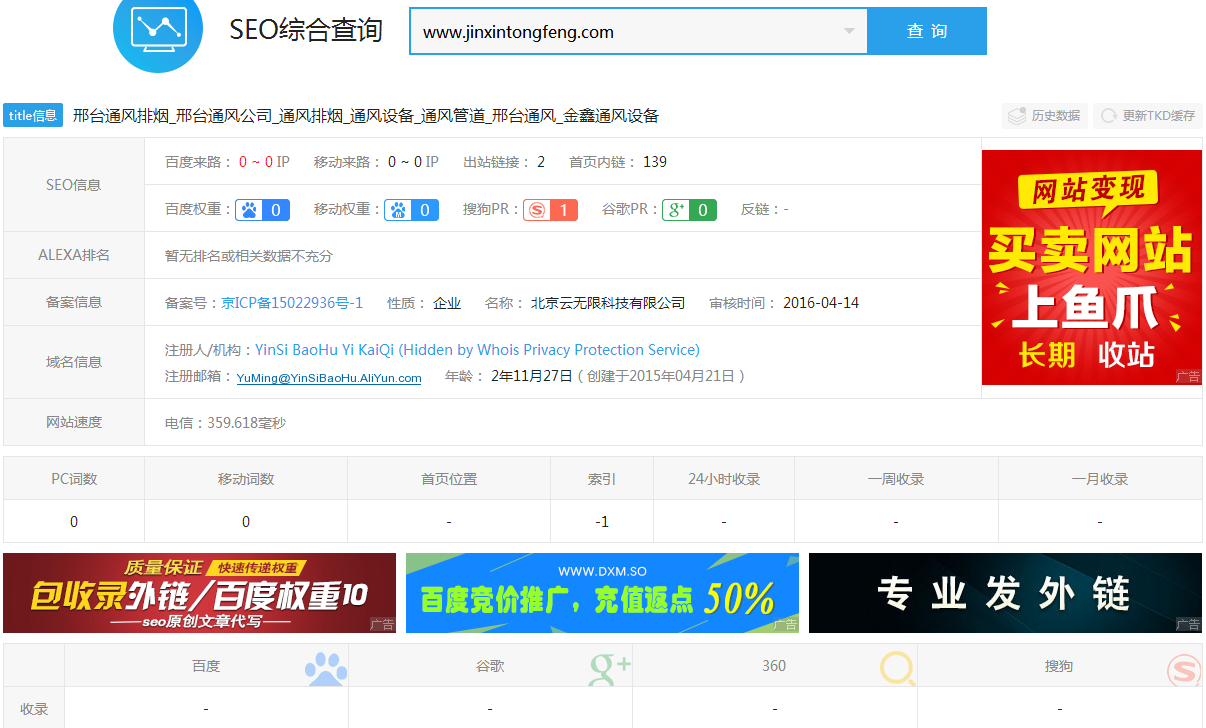 SEO综合查询
www.jinxintongfeng.com
查 询
title信息 邢台通风排烟_邢台通风公司_通风排烟_通风设备_通风管道_邢台通风_金鑫通风设备 历史数据 更新TKD缓存
SEO信息
百度来路： 0 ~ 0 IP 移动来路： 0 ~ 0 IP 出站链接： 2 首页内链： 139
百度权重： 0 移动权重： 0 搜狗PR： S 1 谷歌PR： g+ 0 反链：-
ALEXA排名 暂无排名或相关数据不充分
备案信息 备案号：京ICP备15022936号-1 性质： 企业 名称： 北京云无限科技有限公司 审核时间： 2016-04-14
域名信息
注册人/机构：YinSi BaoHu Yi KaiQi (Hidden by Whois Privacy Protection Service)
注册邮箱： YuMing@YinSiBaoHu.AliYun.com 年龄： 2年11月27日（创建于2015年04月21日）
网站速度 电信：359.618毫秒
网站变现
买卖网站
上鱼爪
长期 收站
广告
PC词数 移动词数 首页位置 索引 24小时收录 一周收录 一月收录
0 0 - -1 - - -
质量保证 快速传递权重
包收录外链/百度权重10
seo原创文章代写
广告
WWW.DXM.SO
百度竞价推广，充值返点 50%
广告
专业发外链
广告
百度 谷歌 g+ 360 搜狗 S
收录 - - - -